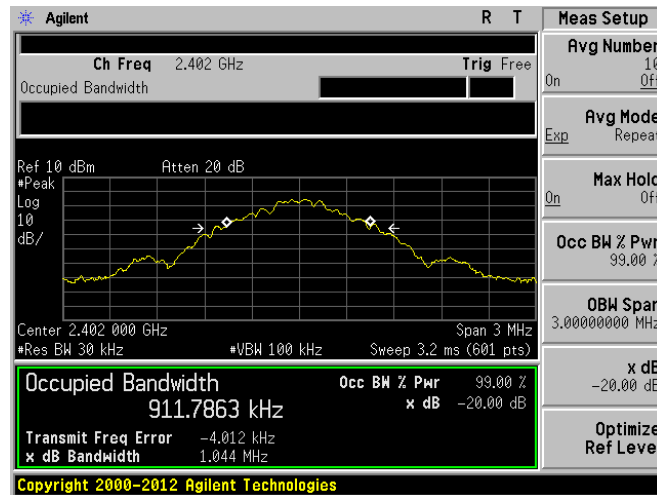 Agilent R T
Ch Freq 2.402 GHz Trig Free
Occupied Bandwidth
Ref 10 dBm Atten 20 dB
#Peak
Log
10
dB/
Center 2.402 000 GHz Span 3 MHz
#Res BW 30 kHz #VBW 100 kHz Sweep 3.2 ms (601 pts)
Occupied Bandwidth
911.7863 kHz
Occ BW % Pwr 99.00 %
x dB -20.00 dB
Transmit Freq Error -4.012 kHz
x dB Bandwidth 1.044 MHz
Copyright 2000-2012 Agilent Technologies
Meas Setup
Avg Number
10
On Off
Avg Mode
Exp Repeat
Max Hold
On Off
Occ BW % Pwr
99.00 %
OBW Span
3.00000000 MHz
x dB
-20.00 dB
Optimize
Ref Level